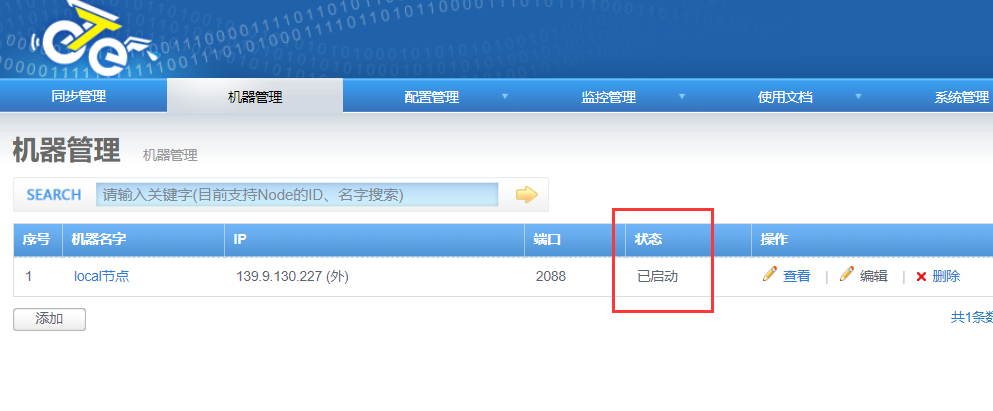 eTe
同步管理 机器管理 配置管理 监控管理 使用文档 系统管理
机器管理 机器管理
SEARCH 请输入关键字(目前支持Node的ID、名字搜索)
序号 机器名字 IP 端口 状态 操作
1 local节点 139.9.130.227 (外) 2088 已启动 查看 | 编辑 | 删除
添加 共1条数